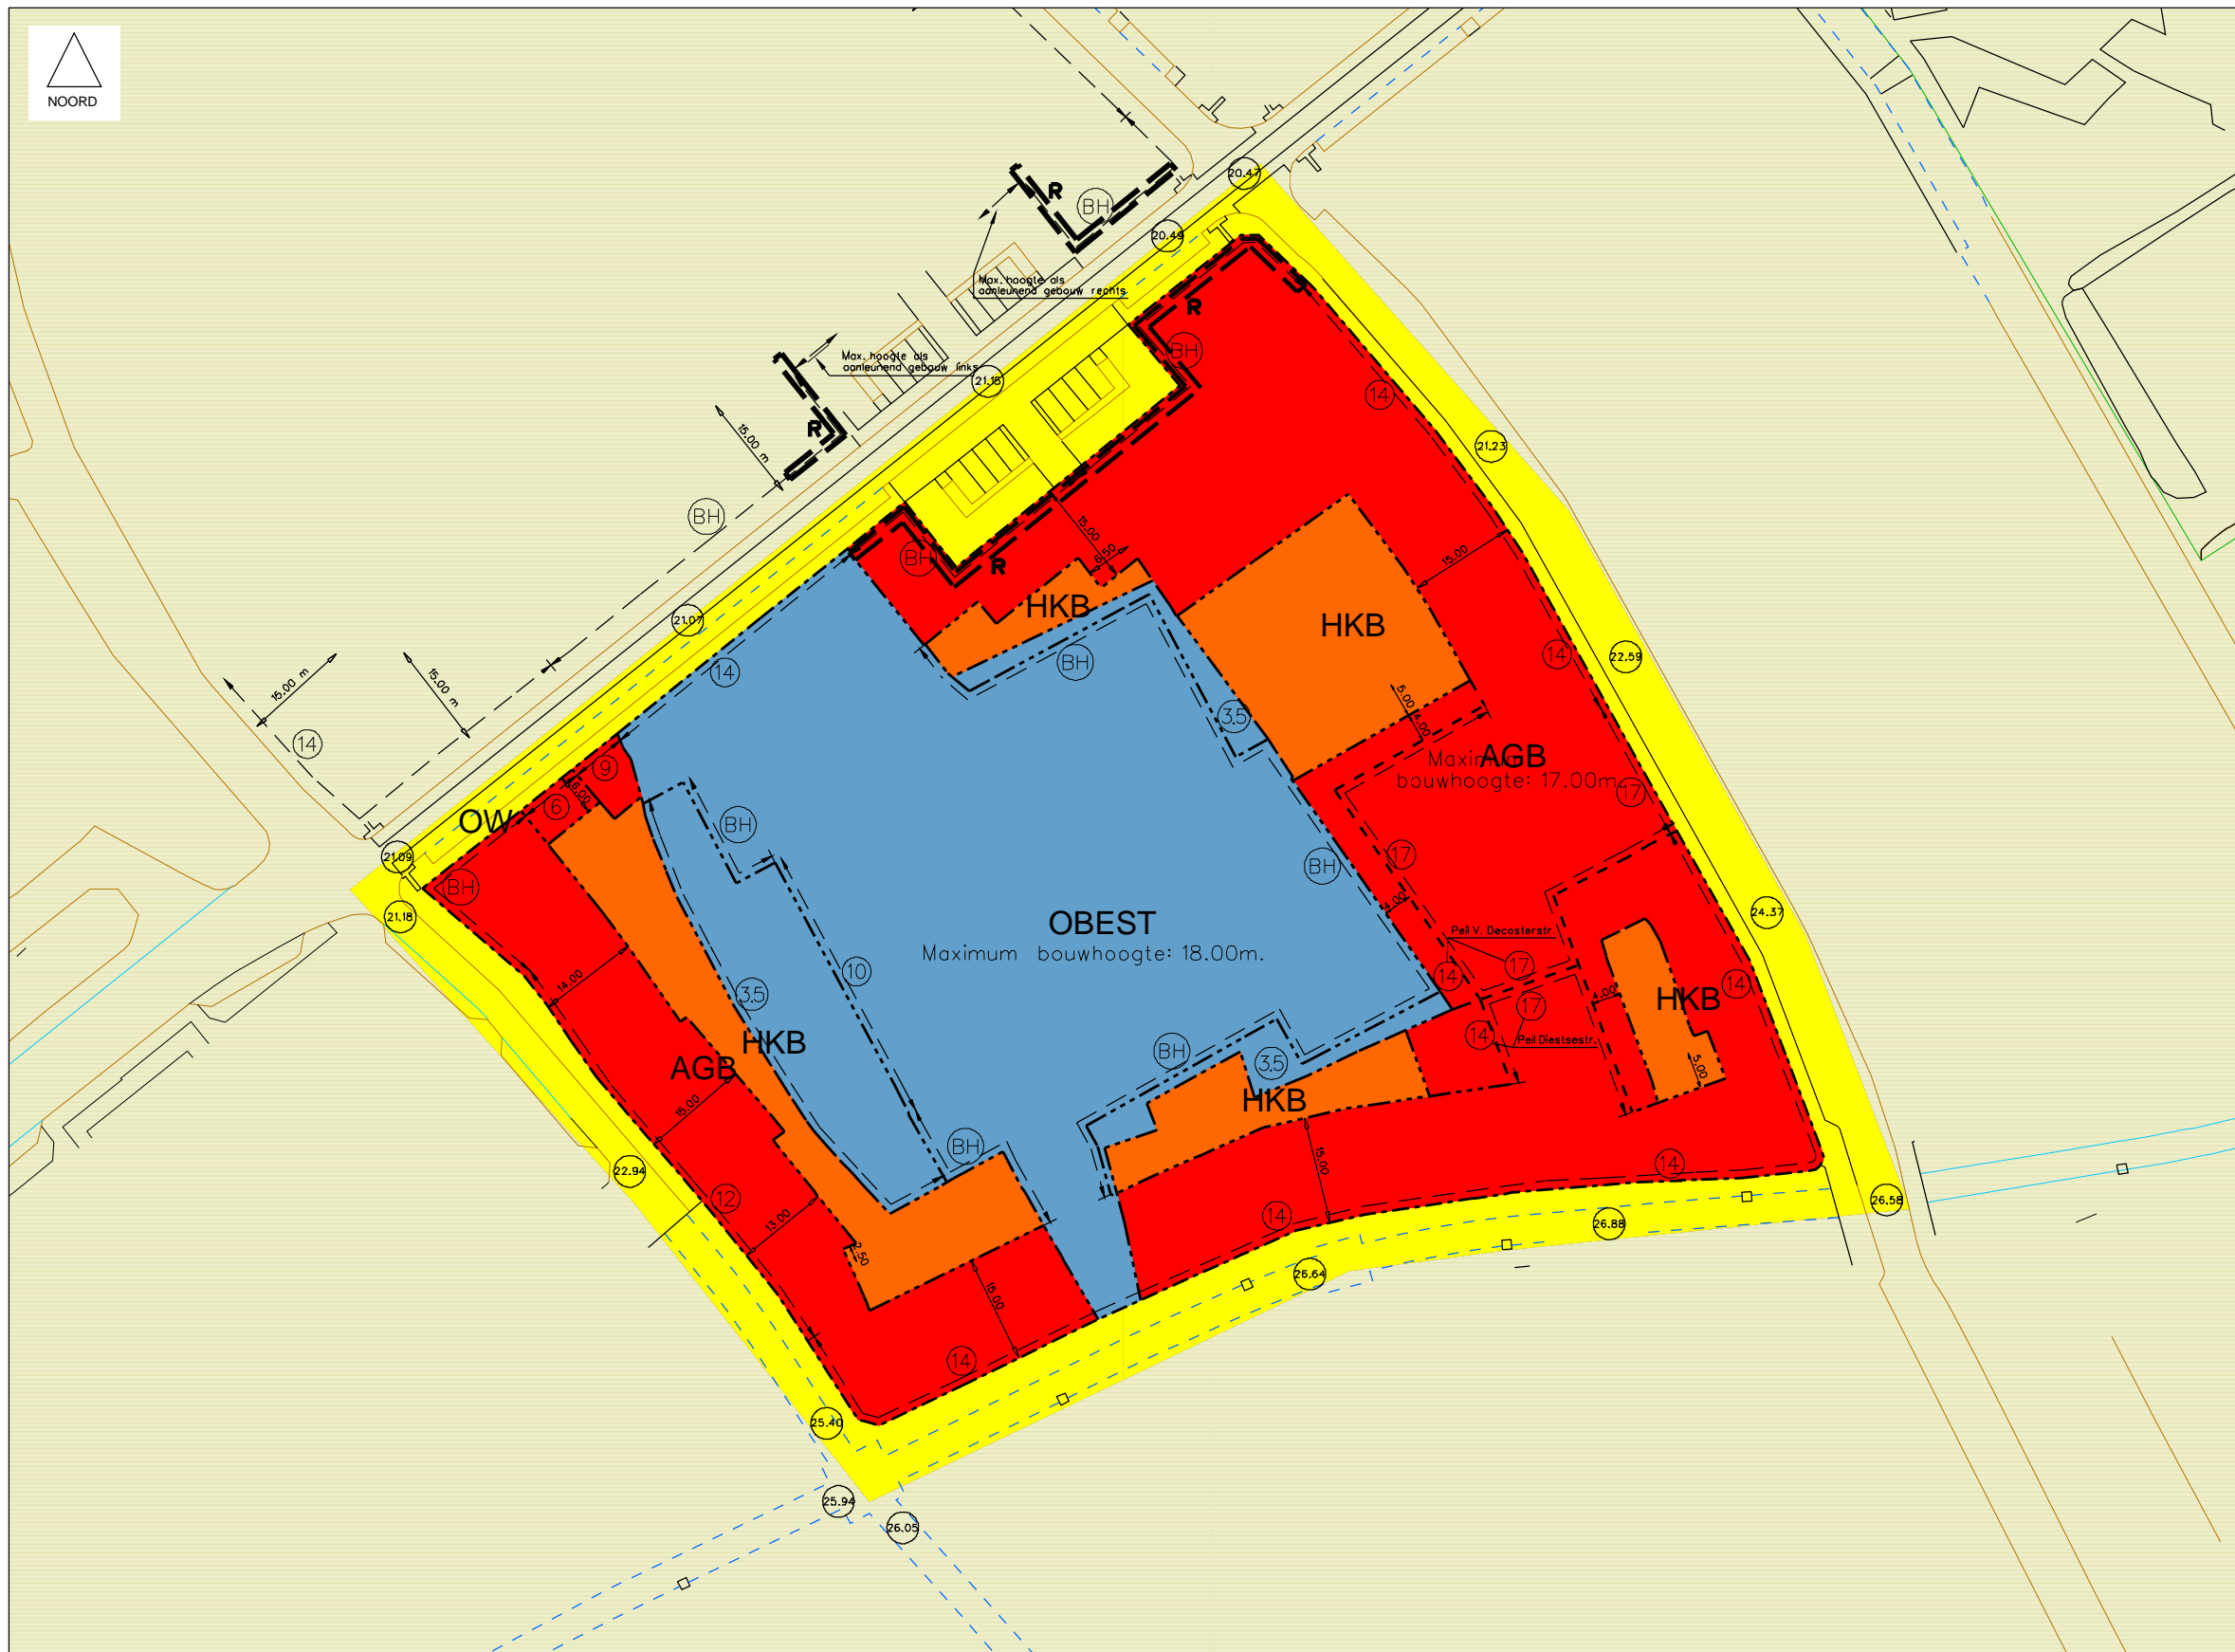 NOORD
20.47
R
BH
20.49
Max. hoogte als
aanleunend gebouw rechts
R
BH
Max. hoogte als
aanleunend gebouw links
21.15
14
R
15.00 m
21.23
BH
15.00
BH
R
6.50
15.00
HKB
21.07
HKB
14
BH
14
22.59
15.00 m
15.00 m
5.00
14
3.5
4.00
9
AGB
Maximum
bouwhoogte: 17.00m.
6.00
17
6
OW
BH
21.09
17
BH
BH
4.00
21.18
24.37
OBEST
Peil V. Decosterstr.
Maximum bouwhoogte: 18.00m.
17
10
14
14
14.00
3.5
4.00
HKB
17
14
Peil Diestsestr.
HKB
BH
3.5
AGB
5.00
HKB
15.00
BH
15.00
14
22.94
12
26.58
13.00
14
26.88
2.50
26.64
15.00
14
25.40
25.94
26.05